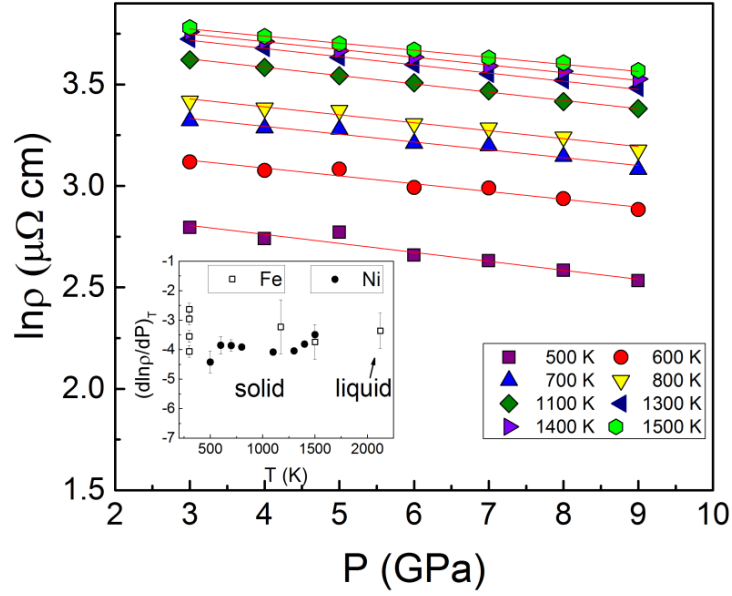 lnρ (μΩ cm)
3.5
3.0
2.5
2.0
1.5
2 3 4 5 6 7 8 9 10
P (GPa)
500 K 600 K
700 K 800 K
1100 K 1300 K
1400 K 1500 K
Fe Ni
(dlnρ/dP)T
-1
-2
-3
-4
-5
-6
-7
solid liquid
500 1000 1500 2000
T (K)